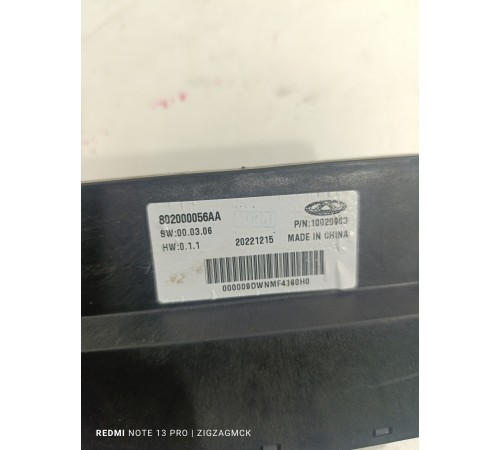 802000056AA
SW:00.03.06
HW:0.1.1
20221215
P/N:10929963
MADE IN CHINA
000009DWNMF4360H0
REDMI NOTE 13 PRO | ZIGZAGMCK